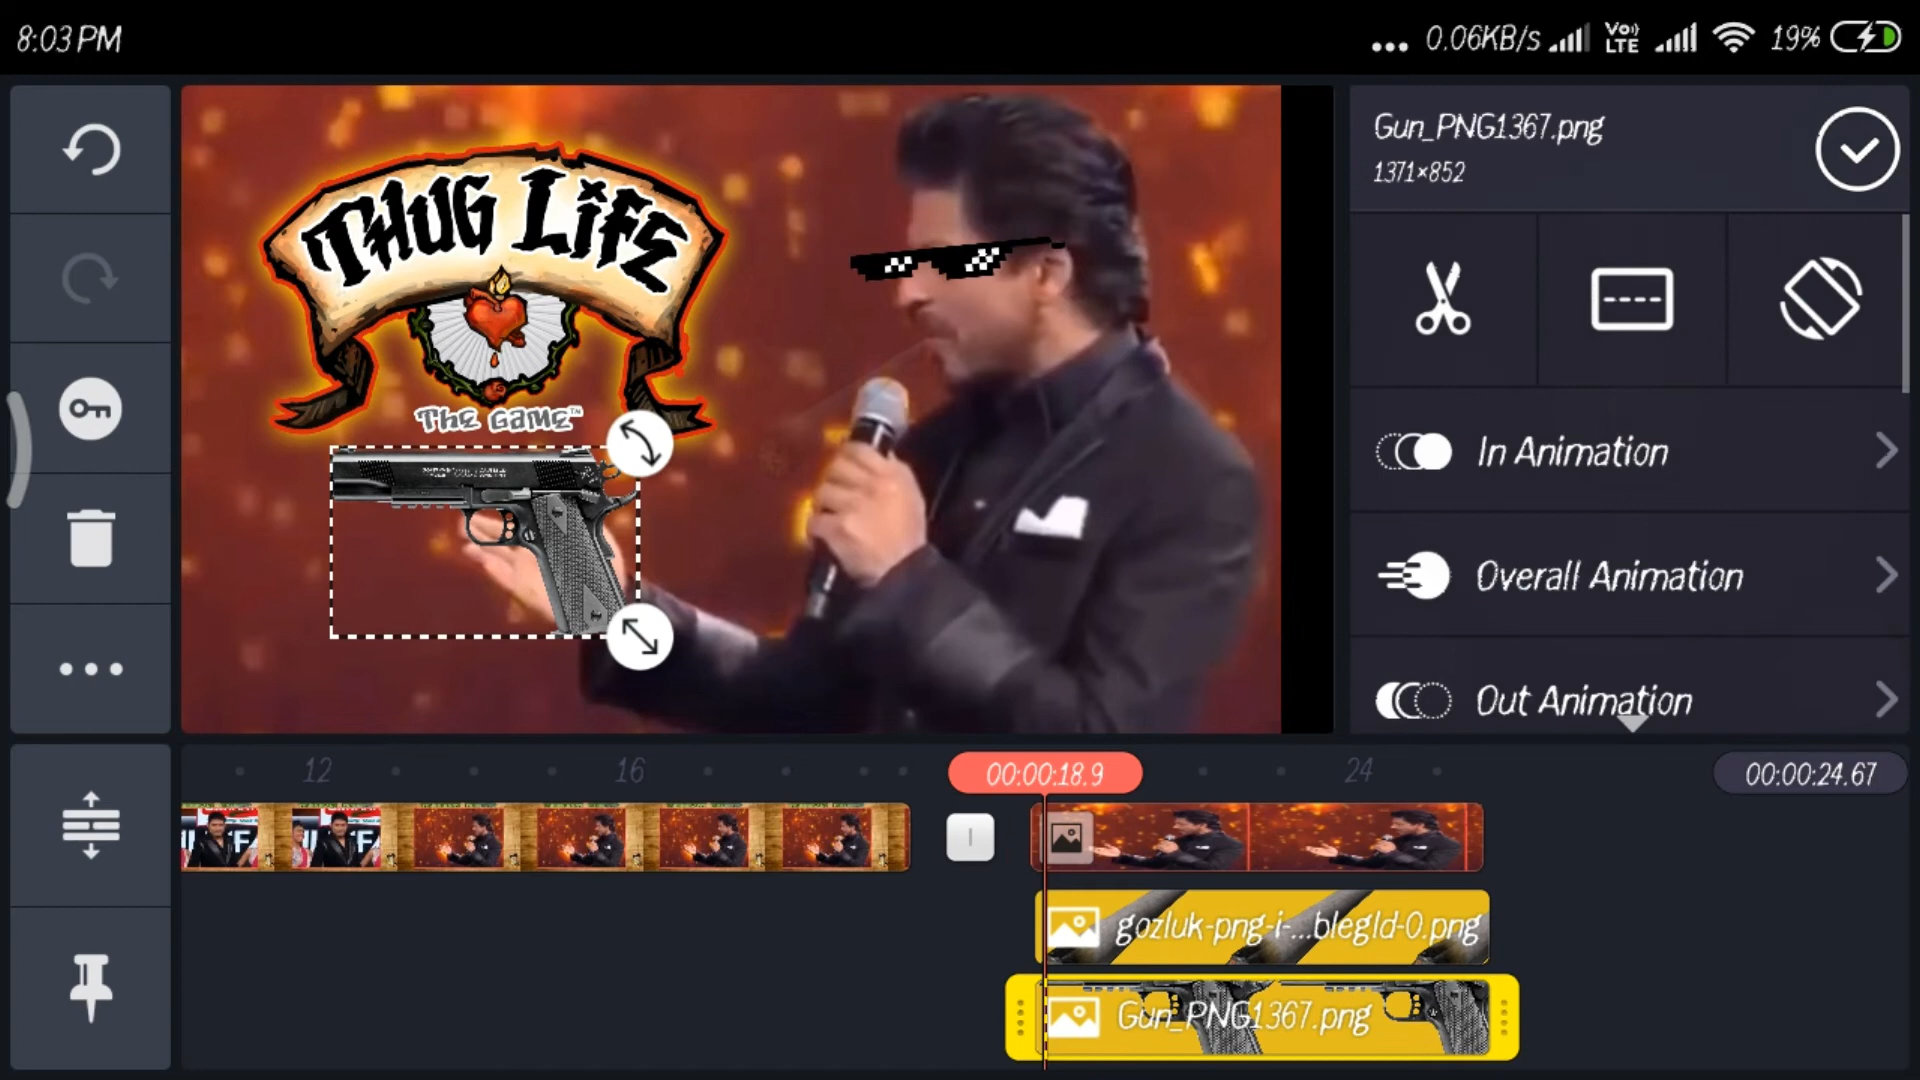 8:03 PM
0.06KB/s
Vo))
LTE
19%
Gun_PNG1367.png
1371×852
THUG LIFE
THE GAME™
In Animation
Overall Animation
Out Animation
12
16
00:00:18.9
24
00:00:24.67
gozluk-png-i-...blegld-0.png
Gun_PNG1367.png